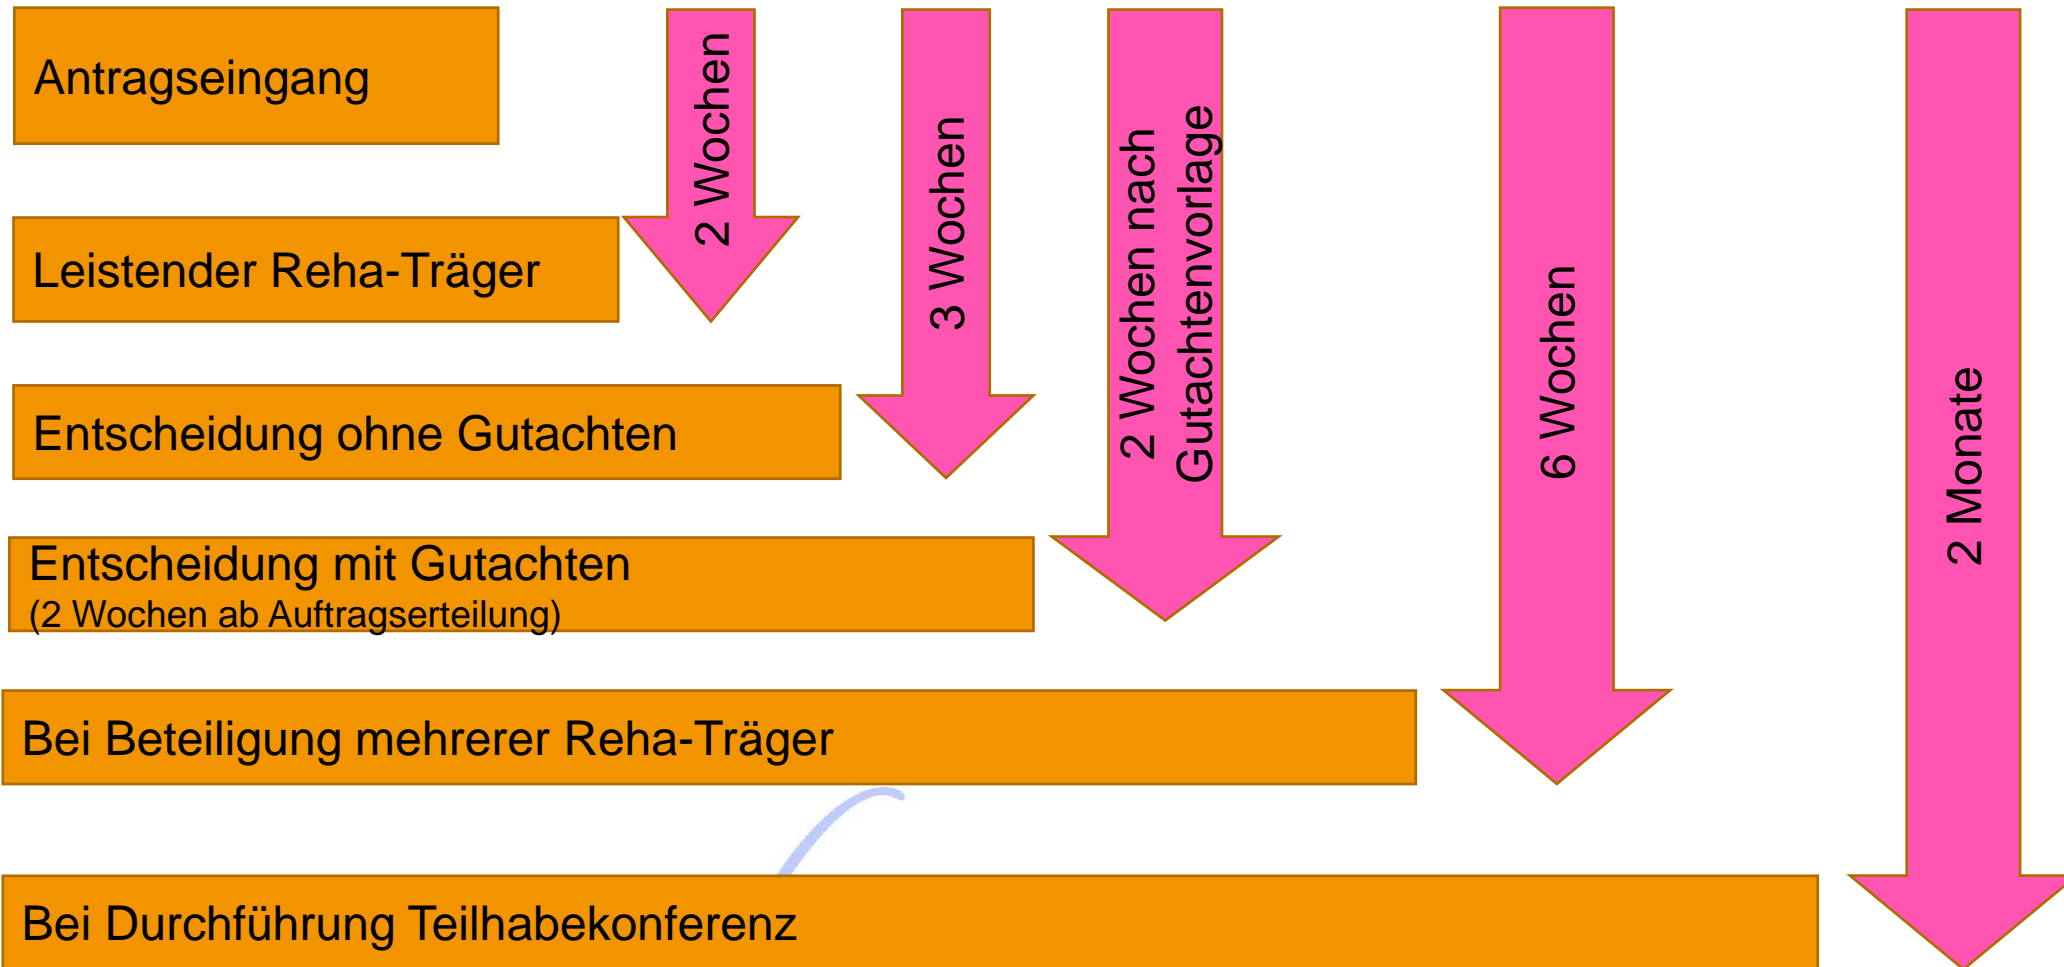 Antragseingang
2 Wochen
3 Wochen
2 Wochen nach
Gutachtenvorlage
6 Wochen
2 Monate
Leistender Reha-Träger
Entscheidung ohne Gutachten
Entscheidung mit Gutachten
(2 Wochen ab Auftragserteilung)
Bei Beteiligung mehrerer Reha-Träger
Bei Durchführung Teilhabekonferenz